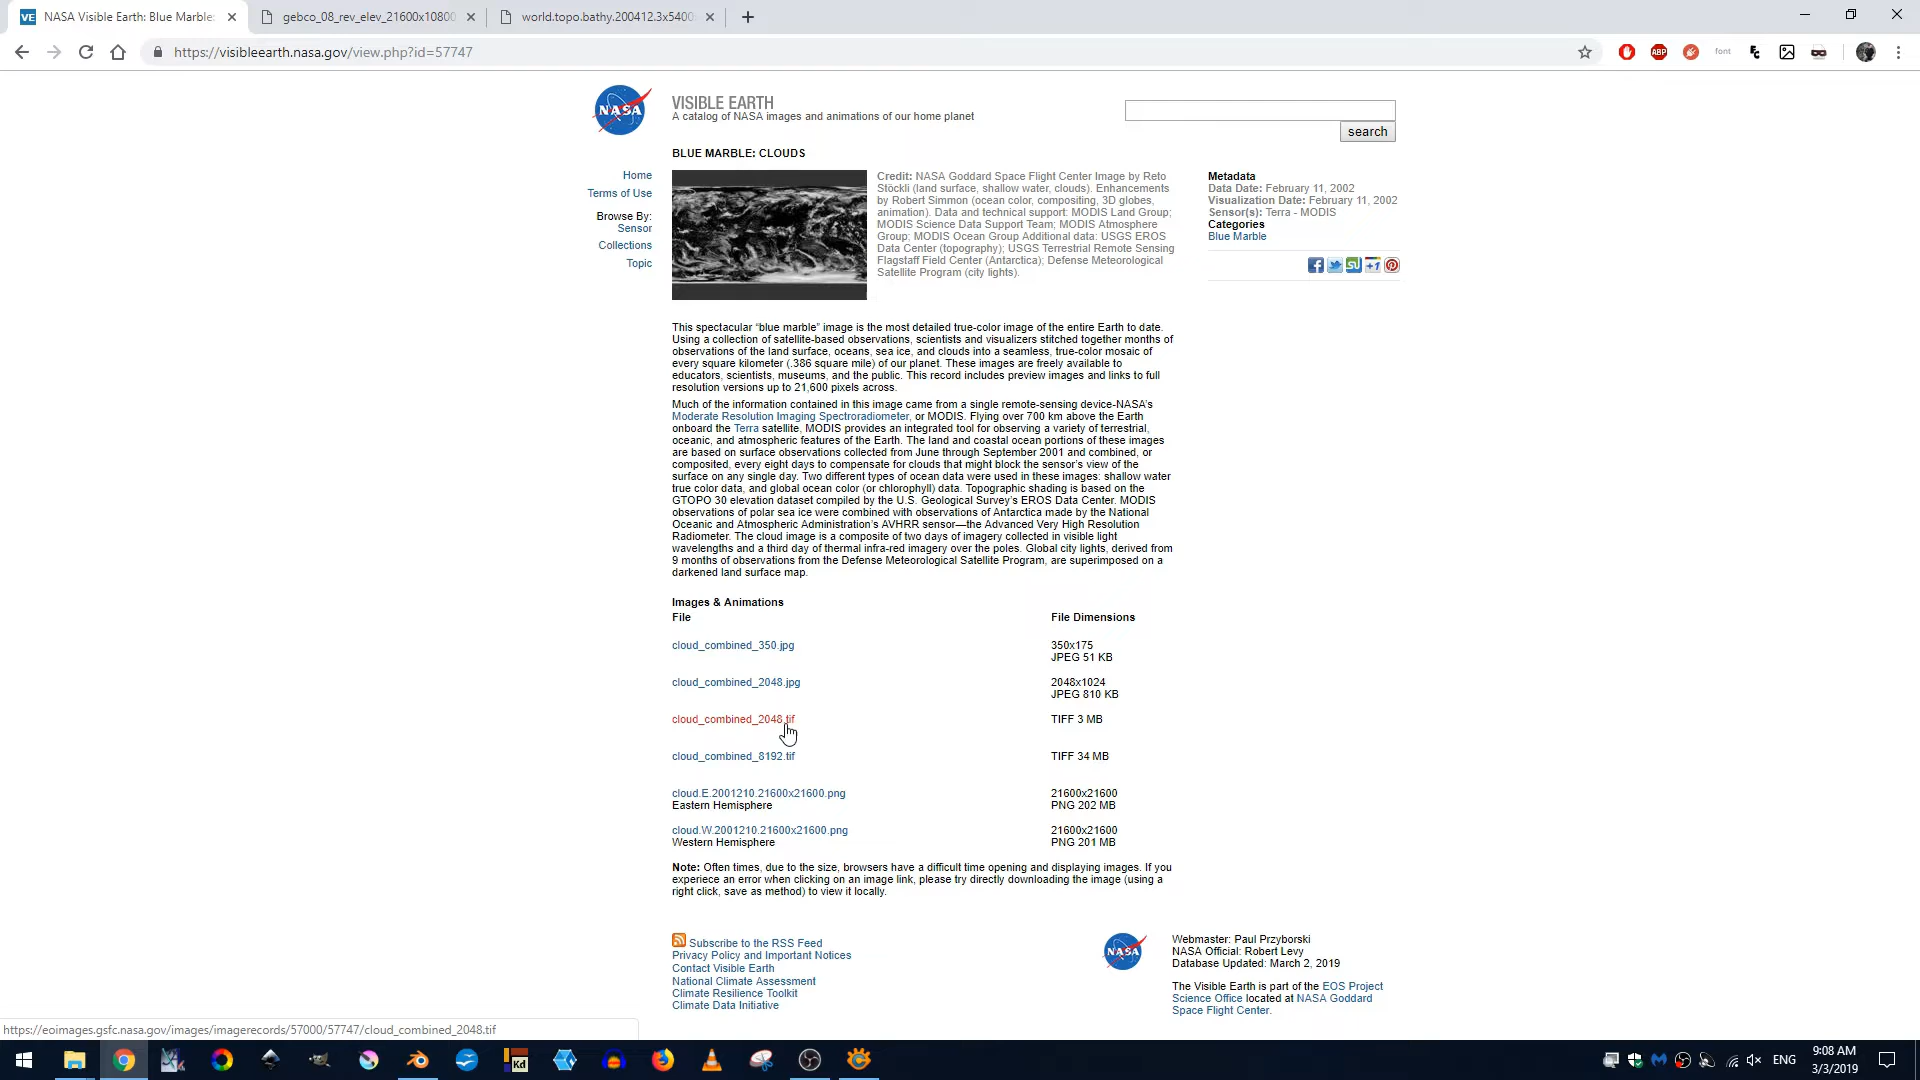 VE NASA Visible Earth: Blue Marble: gebco_08_rev_elev_21600x10800 world.topo.bathy.200412.3x5400
https://visibleearth.nasa.gov/view.php?id=57747
ABP font
NASA
VISIBLE EARTH
A catalog of NASA images and animations of our home planet
search
BLUE MARBLE: CLOUDS
Home
Terms of Use
Browse By:
Sensor
Collections
Topic
Credit: NASA Goddard Space Flight Center Image by Reto
Stöckli (land surface, shallow water, clouds). Enhancements
by Robert Simmon (ocean color, compositing, 3D globes,
animation). Data and technical support: MODIS Land Group;
MODIS Science Data Support Team; MODIS Atmosphere
Group; MODIS Ocean Group Additional data: USGS EROS
Data Center (topography); USGS Terrestrial Remote Sensing
Flagstaff Field Center (Antarctica); Defense Meteorological
Satellite Program (city lights).
Metadata
Data Date: February 11, 2002
Visualization Date: February 11, 2002
Sensor(s): Terra - MODIS
Categories
Blue Marble
+1
This spectacular “blue marble” image is the most detailed true-color image of the entire Earth to date.
Using a collection of satellite-based observations, scientists and visualizers stitched together months of
observations of the land surface, oceans, sea ice, and clouds into a seamless, true-color mosaic of
every square kilometer (.386 square mile) of our planet. These images are freely available to
educators, scientists, museums, and the public. This record includes preview images and links to full
resolution versions up to 21,600 pixels across.
Much of the information contained in this image came from a single remote-sensing device-NASA's
Moderate Resolution Imaging Spectroradiometer, or MODIS. Flying over 700 km above the Earth
onboard the Terra satellite, MODIS provides an integrated tool for observing a variety of terrestrial,
oceanic, and atmospheric features of the Earth. The land and coastal ocean portions of these images
are based on surface observations collected from June through September 2001 and combined, or
composited, every eight days to compensate for clouds that might block the sensor's view of the
surface on any single day. Two different types of ocean data were used in these images: shallow water
true color data, and global ocean color (or chlorophyll) data. Topographic shading is based on the
GTOPO 30 elevation dataset compiled by the U.S. Geological Survey's EROS Data Center. MODIS
observations of polar sea ice were combined with observations of Antarctica made by the National
Oceanic and Atmospheric Administration's AVHRR sensor—the Advanced Very High Resolution
Radiometer. The cloud image is a composite of two days of imagery collected in visible light
wavelengths and a third day of thermal infra-red imagery over the poles. Global city lights, derived from
9 months of observations from the Defense Meteorological Satellite Program, are superimposed on a
darkened land surface map.
Images & Animations
File File Dimensions
cloud_combined_350.jpg 350x175
JPEG 51 KB
cloud_combined_2048.jpg 2048x1024
JPEG 810 KB
cloud_combined_2048.tif TIFF 3 MB
cloud_combined_8192.tif TIFF 34 MB
cloud.E.2001210.21600x21600.png 21600x21600
Eastern Hemisphere PNG 202 MB
cloud.W.2001210.21600x21600.png 21600x21600
Western Hemisphere PNG 201 MB
Note: Often times, due to the size, browsers have a difficult time opening and displaying images. If you
experiece an error when clicking on an image link, please try directly downloading the image (using a
right click, save as method) to view it locally.
Subscribe to the RSS Feed
Privacy Policy and Important Notices
Contact Visible Earth
National Climate Assessment
Climate Resilience Toolkit
Climate Data Initiative
NASA
Webmaster: Paul Przyborski
NASA Official: Robert Levy
Database Updated: March 2, 2019
The Visible Earth is part of the EOS Project
Science Office located at NASA Goddard
Space Flight Center.
https://eoimages.gsfc.nasa.gov/images/imagerecords/57000/57747/cloud_combined_2048.tif
Kd
ENG
9:08 AM
3/3/2019